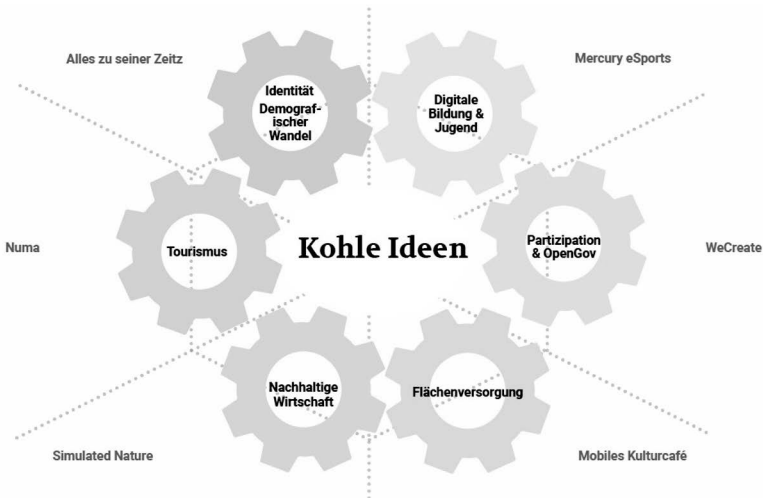 Alles zu seiner Zeitz
Mercury eSports
Identität
Demograf-
ischer
Wandel
Digitale
Bildung &
Jugend
Numa
Tourismus
Kohle Ideen
Partizipation
& OpenGov
WeCreate
Nachhaltige
Wirtschaft
Flächenversorgung
Simulated Nature
Mobiles Kulturcafé